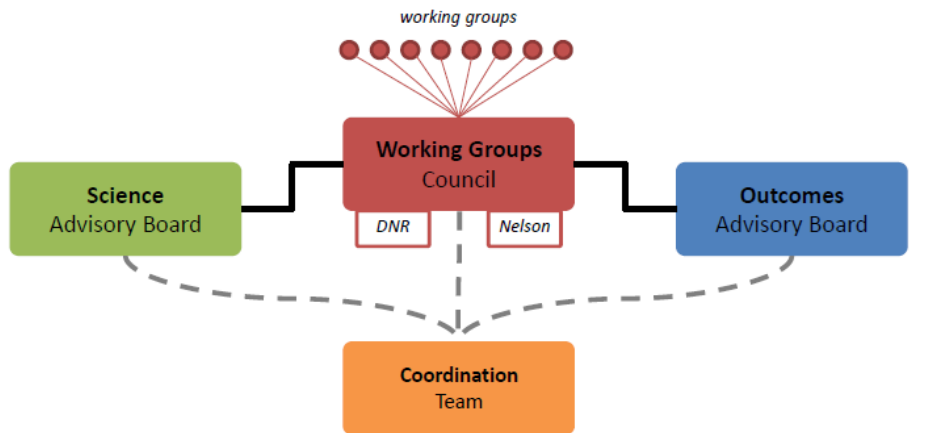 working groups
Working Groups
Council
Science
Advisory Board
Outcomes
Advisory Board
DNR
Nelson
Coordination
Team